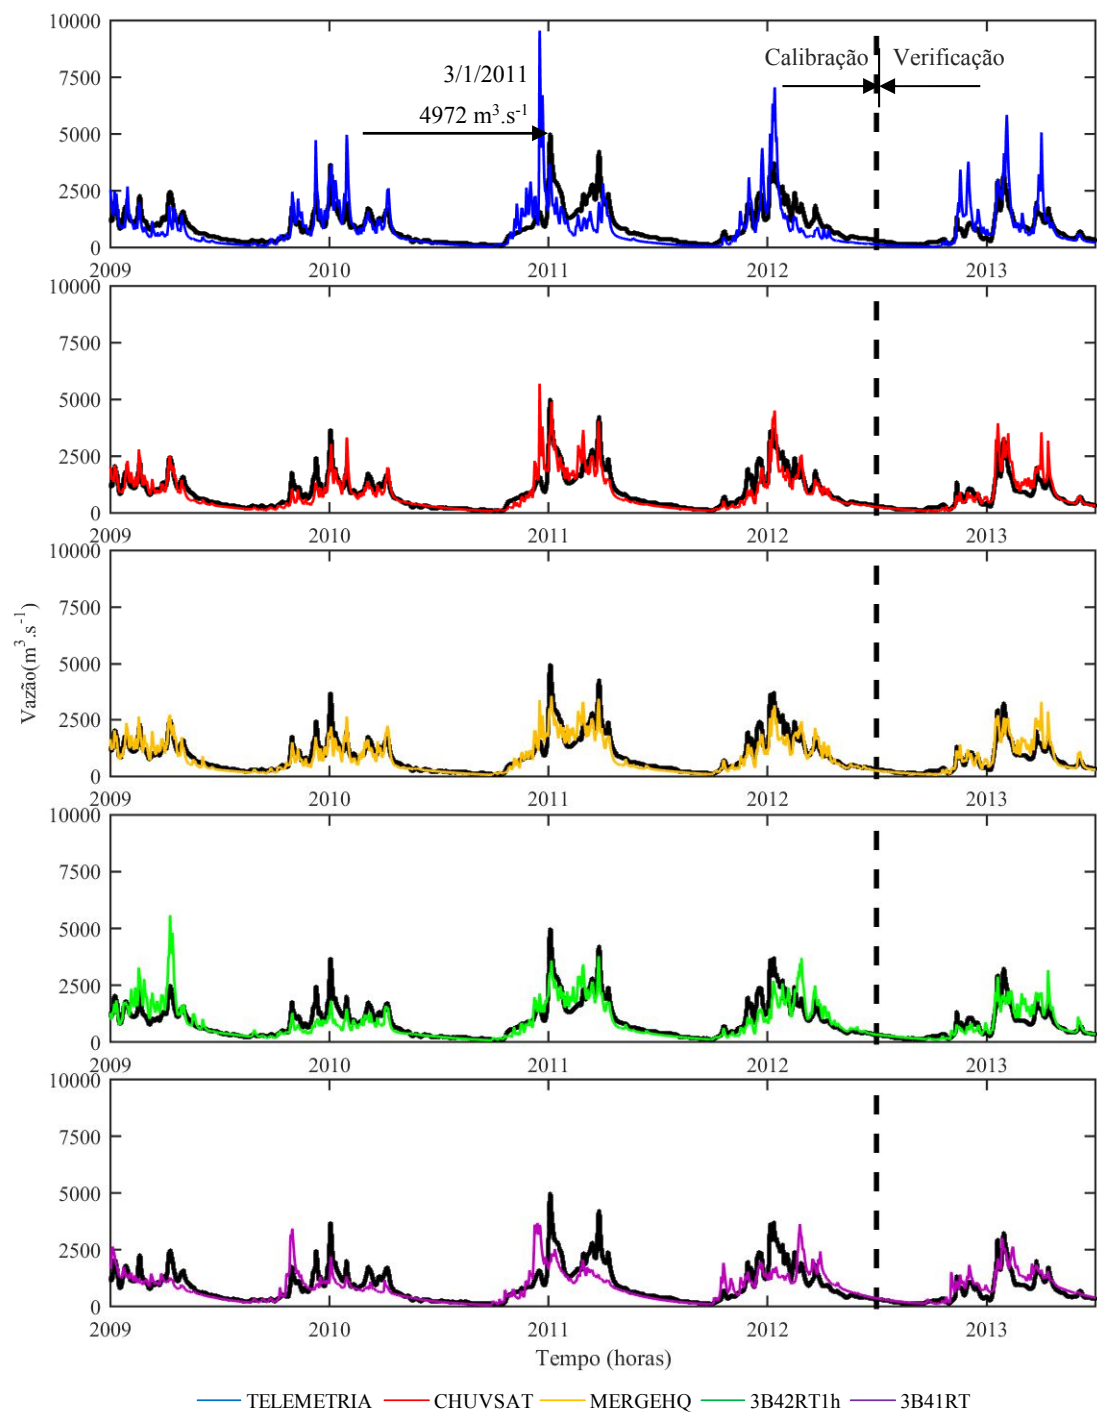 10000
7500
5000
2500
0
3/1/2011
4972 m³.s⁻¹
Calibração
Verificação
2009 2010 2011 2012 2013
10000
7500
5000
2500
0
2009 2010 2011 2012 2013
10000
7500
5000
2500
0
2009 2010 2011 2012 2013
Vazão(m³.s⁻¹)
10000
7500
5000
2500
0
2009 2010 2011 2012 2013
10000
7500
5000
2500
0
2009 2010 2011 2012 2013
Tempo (horas)
TELEMETRIA CHUVSAT MERGEHQ 3B42RT1h 3B41RT